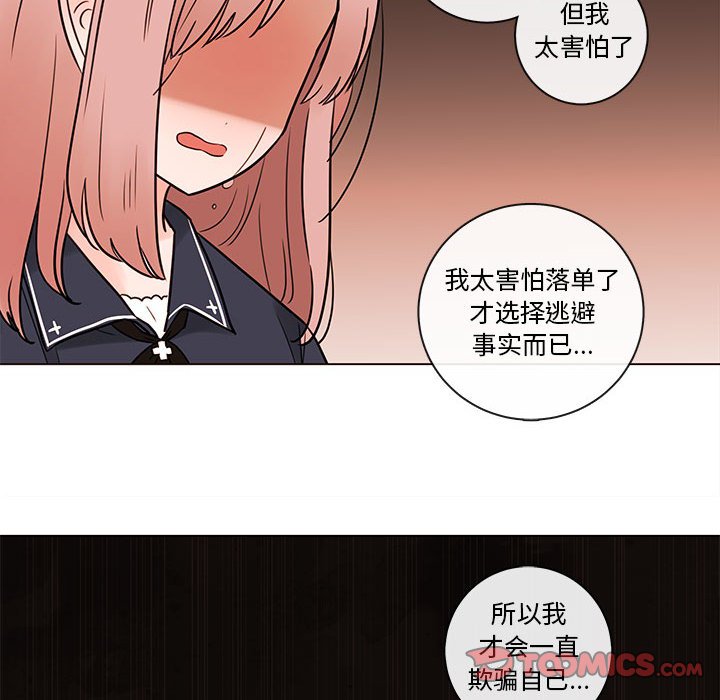 但我
太害怕了
我太害怕落单了
才选择逃避
事实而已...
所以我
才会一直
欺骗自己...
TOOMICS.COM